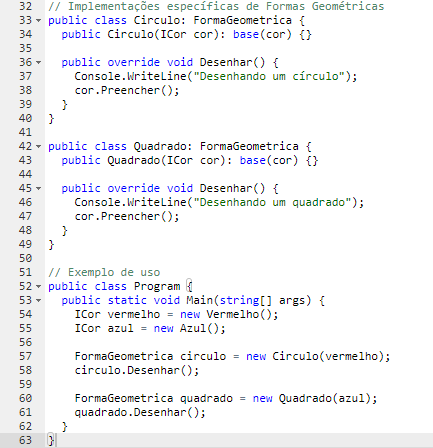 32 // Implementações específicas de Formas Geométricas
33 public class Circulo: FormaGeometrica {
34 public Circulo(ICor cor): base(cor) {}
35
36 public override void Desenhar() {
37 Console.WriteLine("Desenhando um círculo");
38 cor.Preencher();
39 }
40 }
41
42 public class Quadrado: FormaGeometrica {
43 public Quadrado(ICor cor): base(cor) {}
44
45 public override void Desenhar() {
46 Console.WriteLine("Desenhando um quadrado");
47 cor.Preencher();
48 }
49 }
50
51 // Exemplo de uso
52 public class Program {
53 public static void Main(string[] args) {
54 ICor vermelho = new Vermelho();
55 ICor azul = new Azul();
56
57 FormaGeometrica circulo = new Circulo(vermelho);
58 circulo.Desenhar();
59
60 FormaGeometrica quadrado = new Quadrado(azul);
61 quadrado.Desenhar();
62 }
63 }